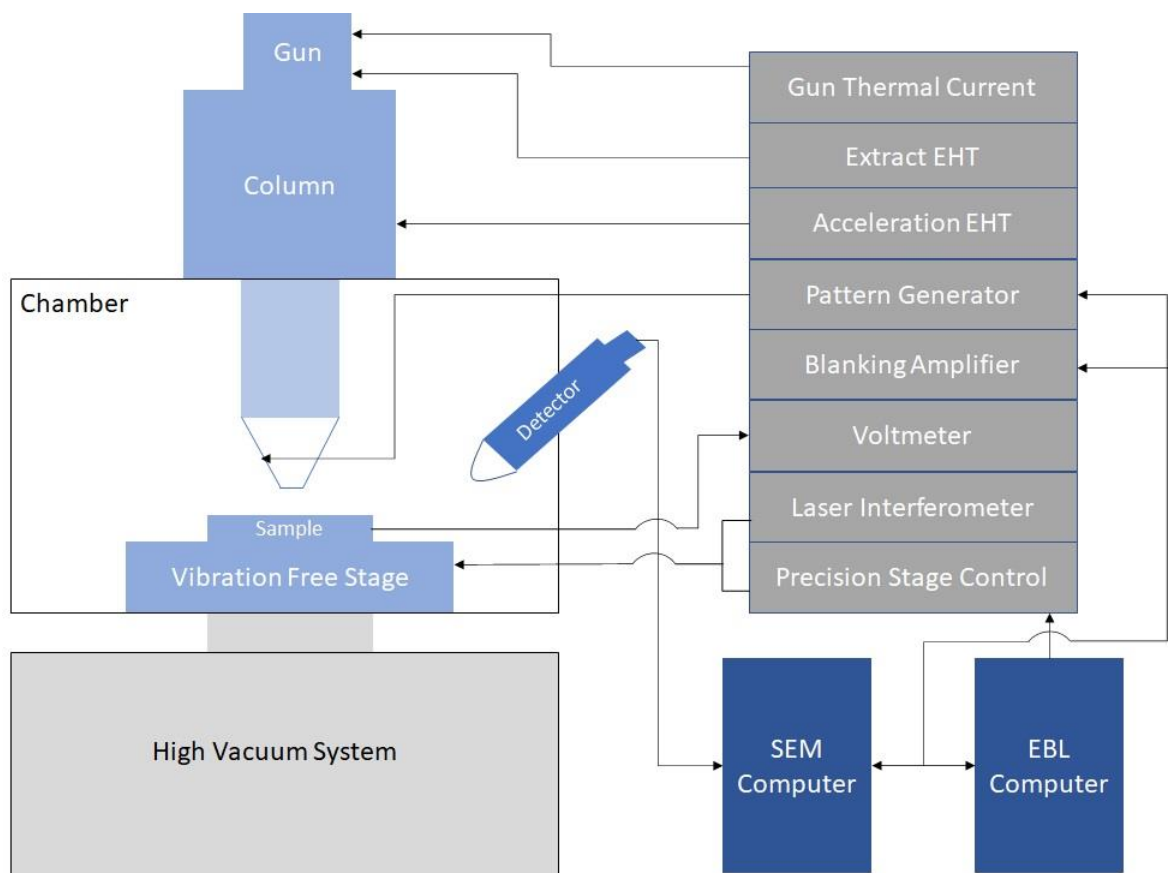 Gun
Column
Chamber
Detector
Sample
Vibration Free Stage
High Vacuum System
Gun Thermal Current
Extract EHT
Acceleration EHT
Pattern Generator
Blanking Amplifier
Voltmeter
Laser Interferometer
Precision Stage Control
SEM
Computer
EBL
Computer